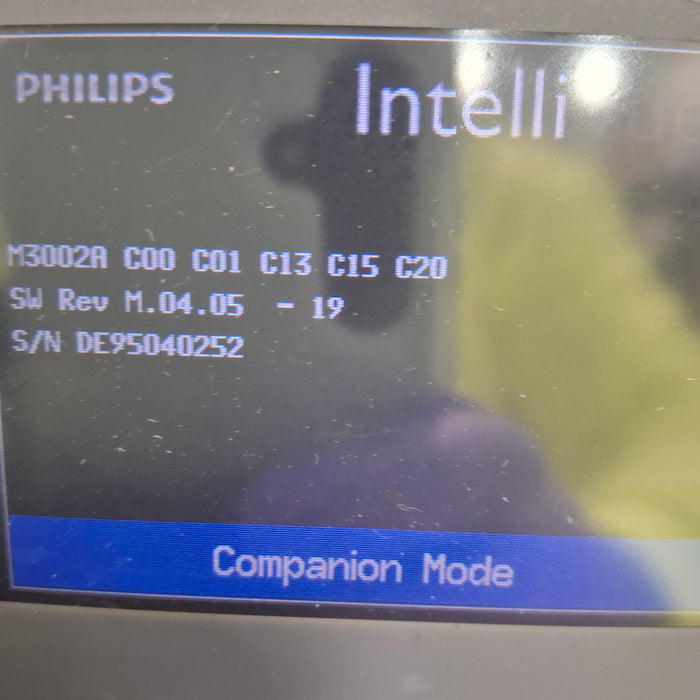 PHILIPS
Intelli
M3002A C00 C01 C13 C15 C20
SW Rev M.04.05 - 19
S/N DE95040252
Companion Mode